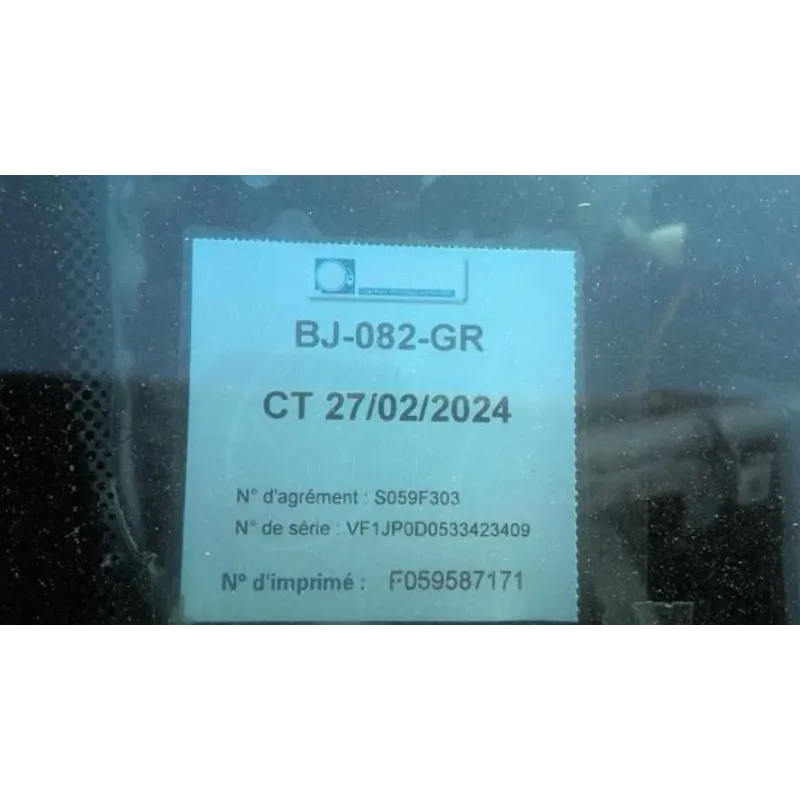 BJ-082-GR
CT 27/02/2024
N° d'agrément : S059F303
N° de série : VF1JP0D0533423409
N° d'imprimé : F059587171